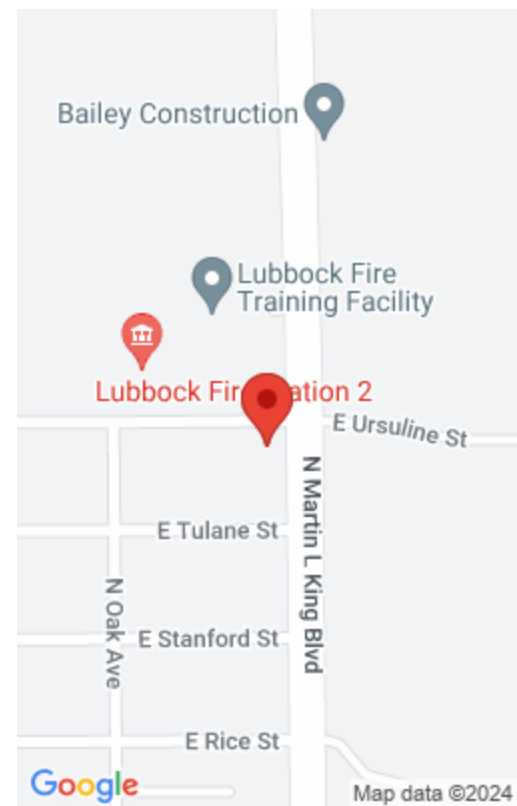 Bailey Construction
Lubbock Fire
Training Facility
Lubbock Fir ation 2
E Ursuline St
N Martin L King Blvd
E Tulane St
N Oak Ave
E Stanford St
E Rice St
Google
Map data ©2024